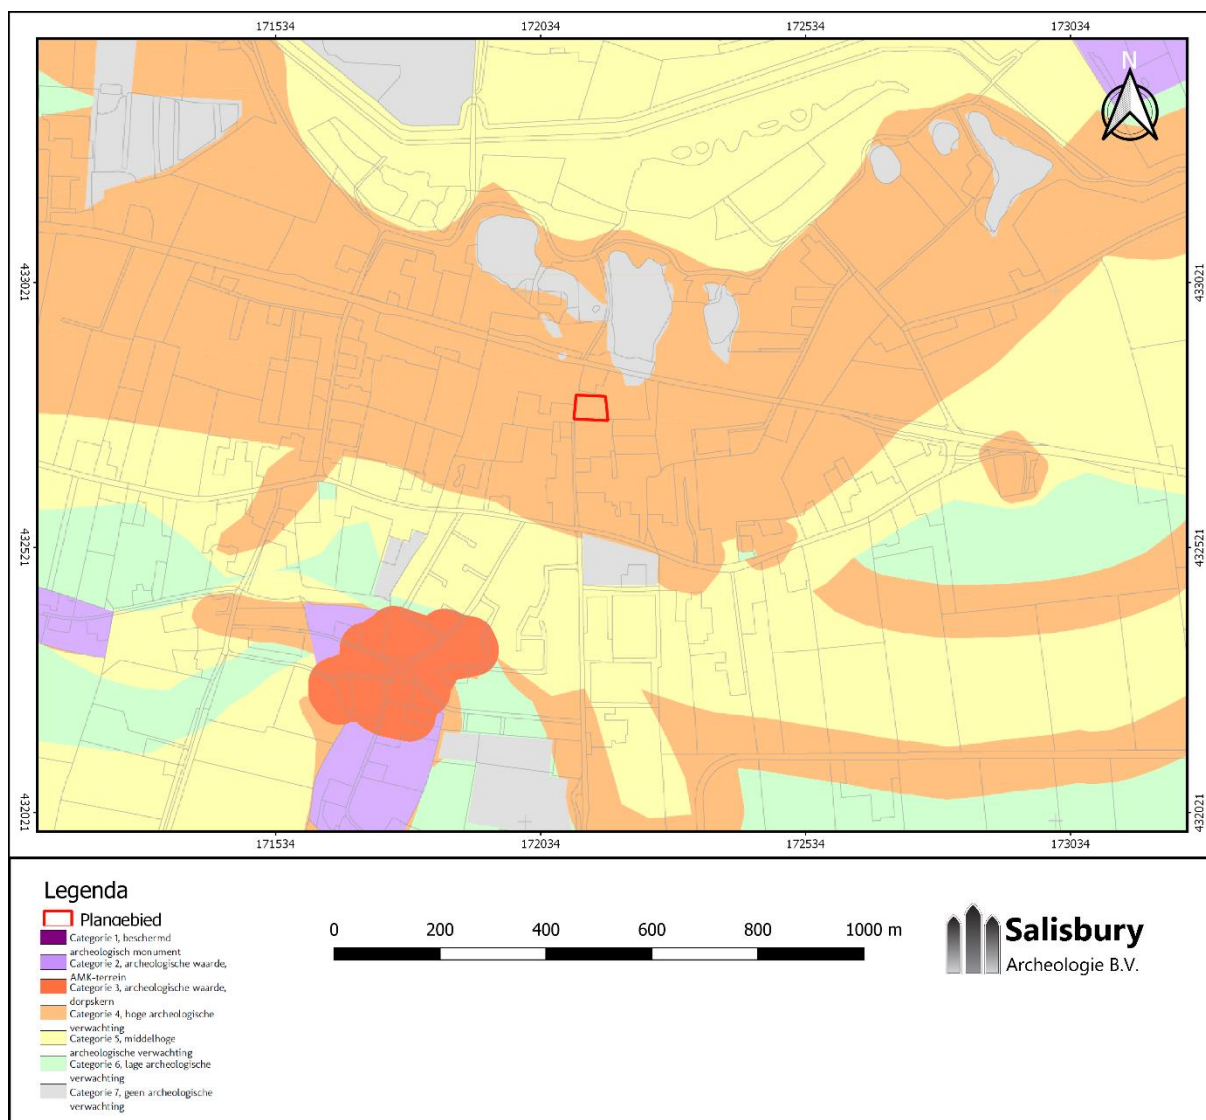 171534 172034 172534 173034
N
433021 433021
432521 432521
432021 432021
171534 172034 172534 173034
Legenda
Plangebied
Categorie 1, beschermd
archeologisch monument
Categorie 2, archeologische waarde,
AMK-terrein
Categorie 3, archeologische waarde,
dorpskern
Categorie 4, hoge archeologische
verwachting
Categorie 5, middelhoge
archeologische verwachting
Categorie 6, lage archeologische
verwachting
Categorie 7, geen archeologische
verwachting
0 200 400 600 800 1000 m
Salisbury
Archeologie B.V.